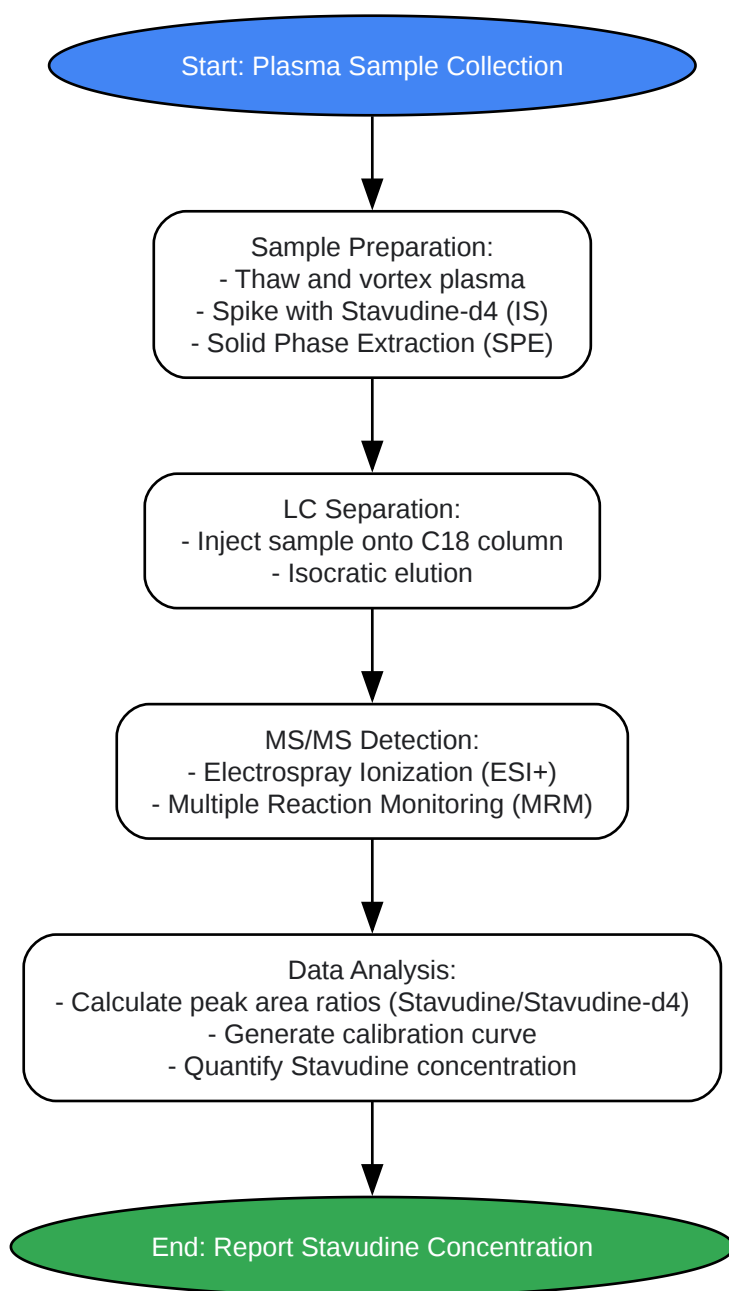 Start: Plasma Sample Collection
Sample Preparation:
- Thaw and vortex plasma
- Spike with Stavudine-d4 (IS)
- Solid Phase Extraction (SPE)
LC Separation:
- Inject sample onto C18 column
- Isocratic elution
MS/MS Detection:
- Electrospray Ionization (ESI+)
- Multiple Reaction Monitoring (MRM)
Data Analysis:
- Calculate peak area ratios (Stavudine/Stavudine-d4)
- Generate calibration curve
- Quantify Stavudine concentration
End: Report Stavudine Concentration